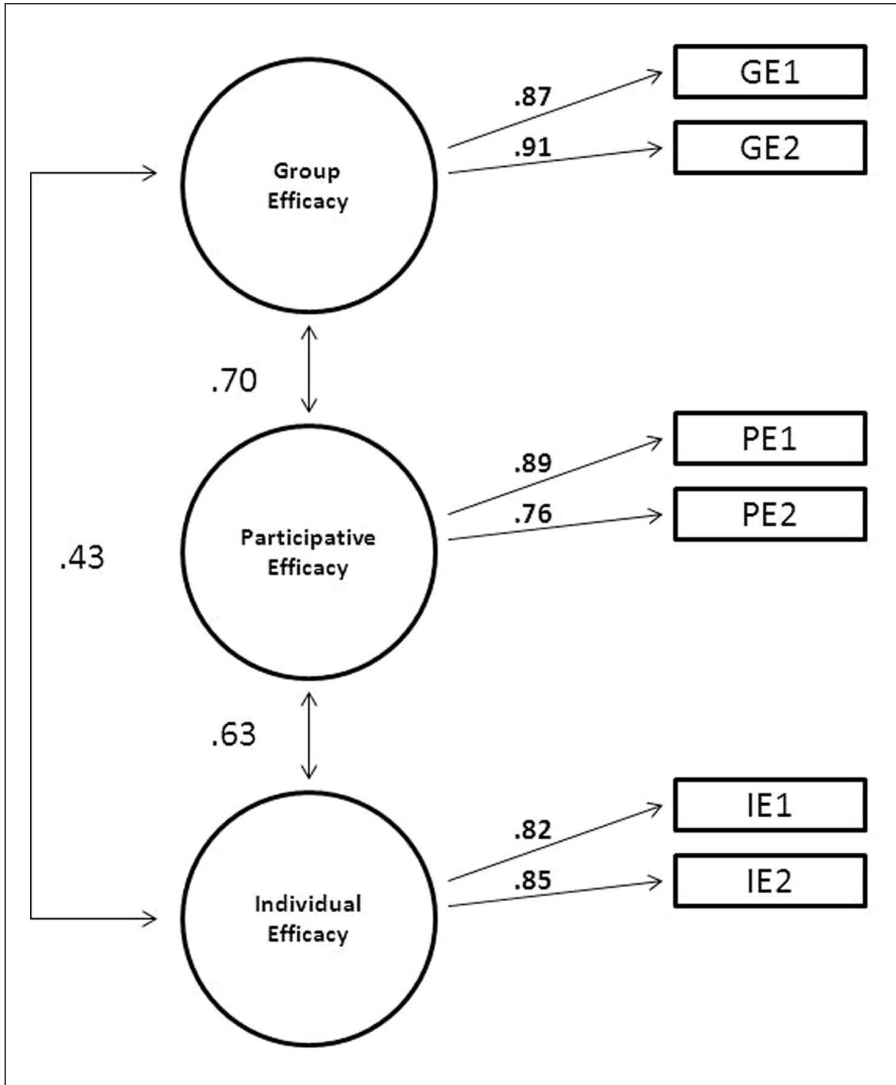 GE1
.87
Group
Efficacy
.91
GE2
.70
PE1
.89
Participative
Efficacy
.76
PE2
.43
.63
IE1
.82
Individual
Efficacy
.85
IE2